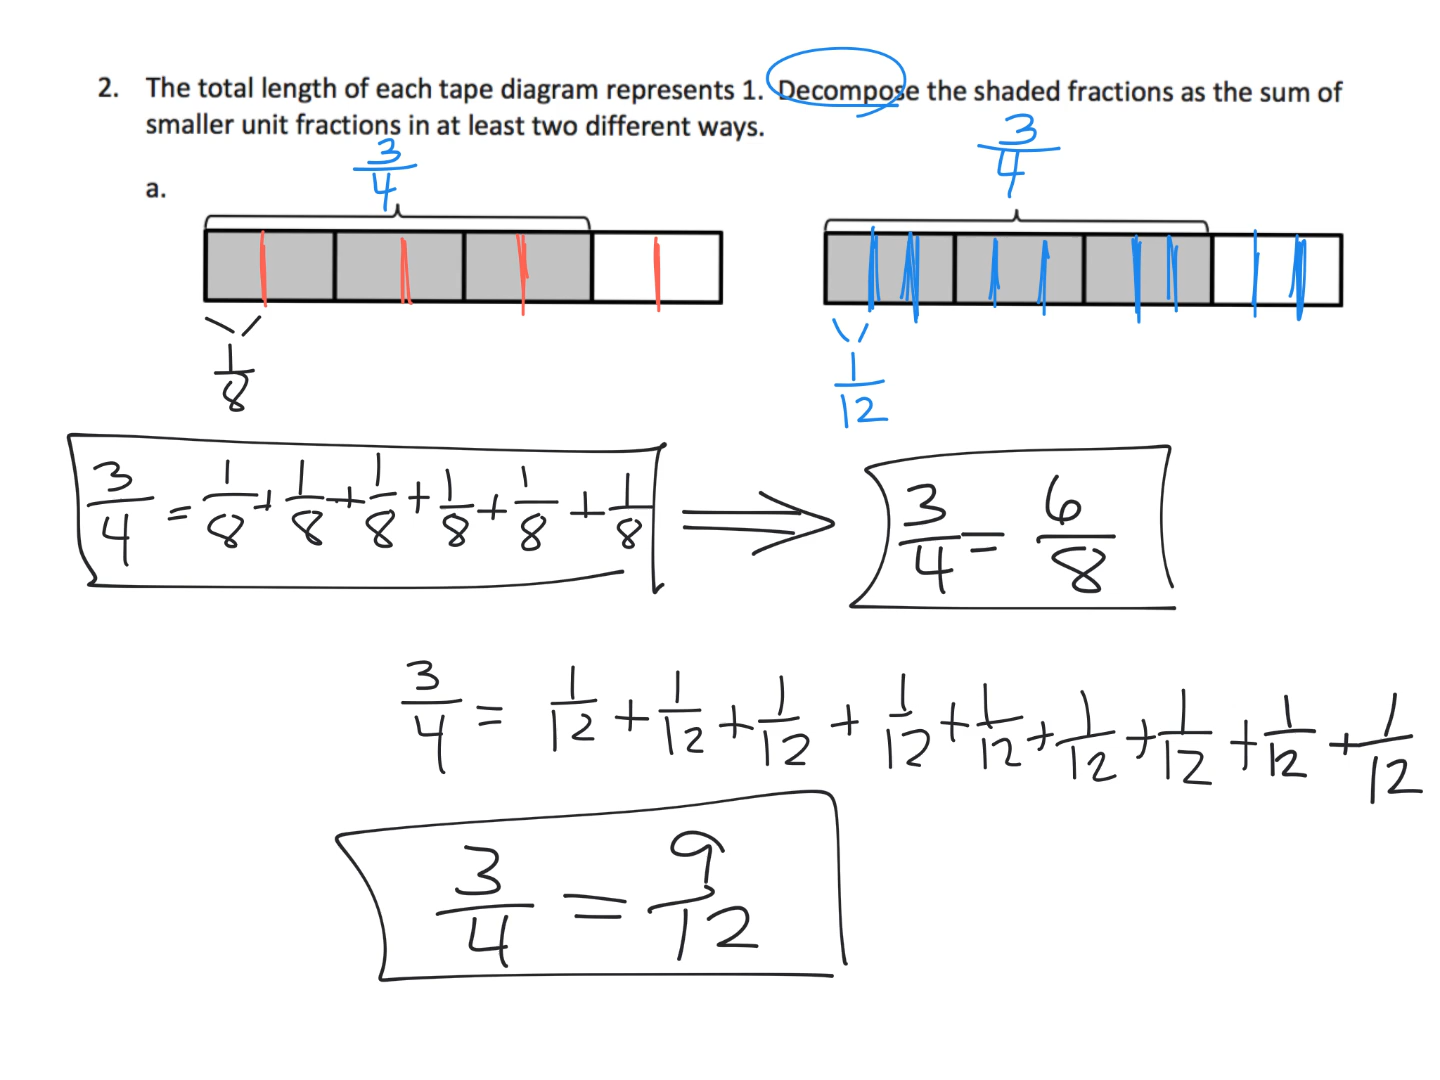 2. The total length of each tape diagram represents 1. Decompose the shaded fractions as the sum of
smaller unit fractions in at least two different ways.
3/4 3/4
a.
1/8 1/12
3/4 = 1/8 + 1/8 + 1/8 + 1/8 + 1/8 + 1/8 ⇒ 3/4 = 6/8
3/4 = 1/12 + 1/12 + 1/12 + 1/12 + 1/12 + 1/12 + 1/12 + 1/12 + 1/12
3/4 = 9/12